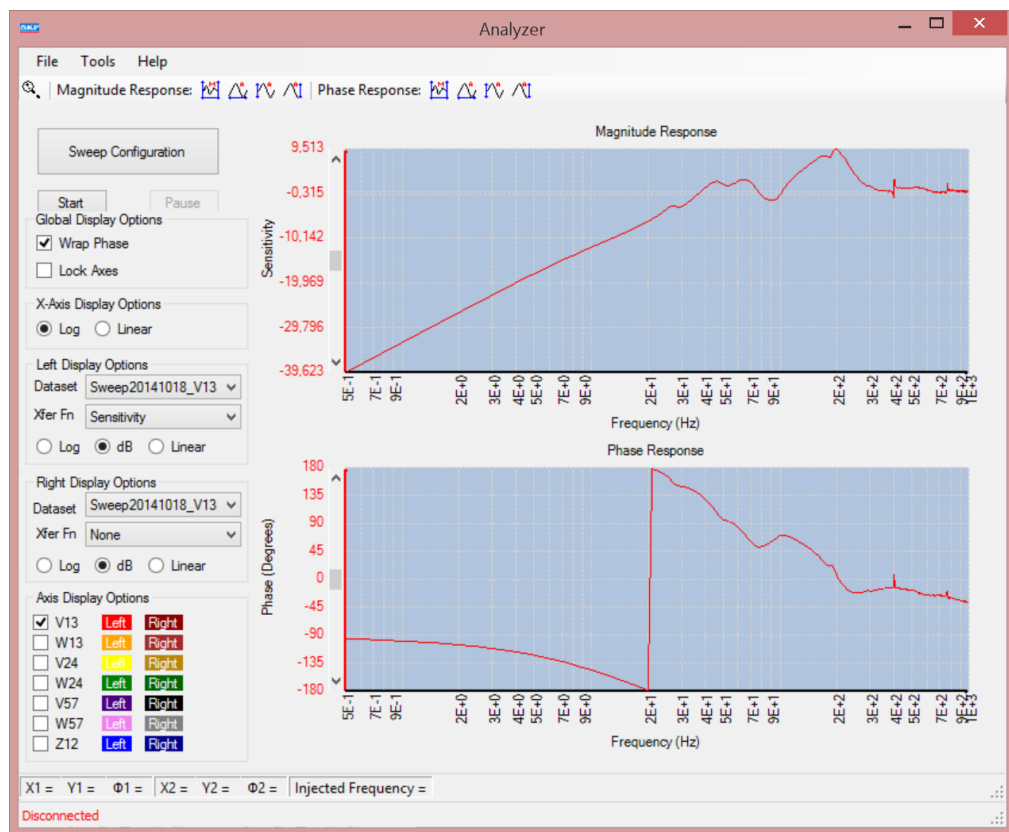 SKF
Analyzer
File Tools Help
Magnitude Response: Phase Response:
Sweep Configuration
Start Pause
Global Display Options
Wrap Phase
Lock Axes
X-Axis Display Options
Log Linear
Left Display Options
Dataset Sweep20141018_V13
Xfer Fn Sensitivity
Log dB Linear
Right Display Options
Dataset Sweep20141018_V13
Xfer Fn None
Log dB Linear
Axis Display Options
V13 Left Right
W13 Left Right
V24 Left Right
W24 Left Right
V57 Left Right
W57 Left Right
Z12 Left Right
Magnitude Response
Sensitivity
9,513
-0,315
-10,142
-19,969
-29,796
-39,623
5E-1 7E-1 9E-1 2E+0 3E+0 4E+0 5E+0 7E+0 9E+0 2E+1 3E+1 4E+1 5E+1 7E+1 9E+1 2E+2 3E+2 4E+2 5E+2 7E+2 9E+2 1E+3
Frequency (Hz)
Phase Response
Phase (Degrees)
180
135
90
45
0
-45
-90
-135
-180
5E-1 7E-1 9E-1 2E+0 3E+0 4E+0 5E+0 7E+0 9E+0 2E+1 3E+1 4E+1 5E+1 7E+1 9E+1 2E+2 3E+2 4E+2 5E+2 7E+2 9E+2 1E+3
Frequency (Hz)
X1 = Y1 = Φ1 = X2 = Y2 = Φ2 = Injected Frequency =
Disconnected